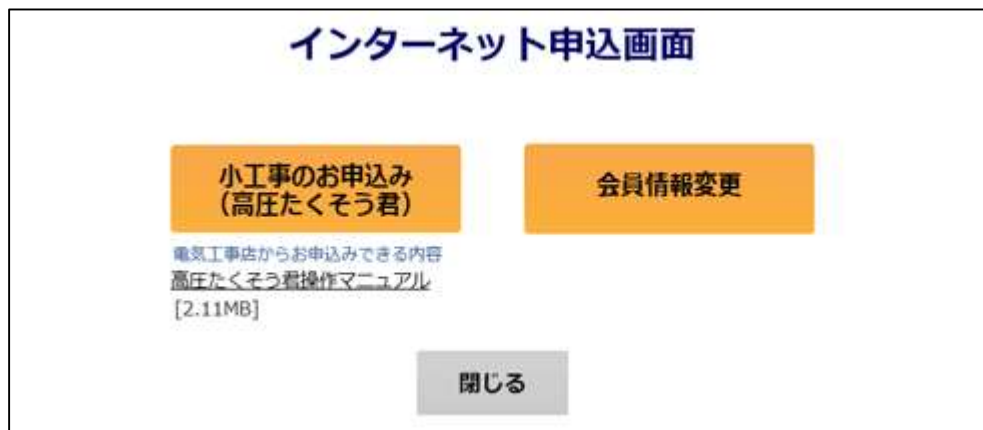 インターネット申込画面
小工事のお申込み
(高圧たくそう君)
会員情報変更
電気工事店からお申込みできる内容
高圧たくそう君操作マニュアル
[2.11MB]
閉じる